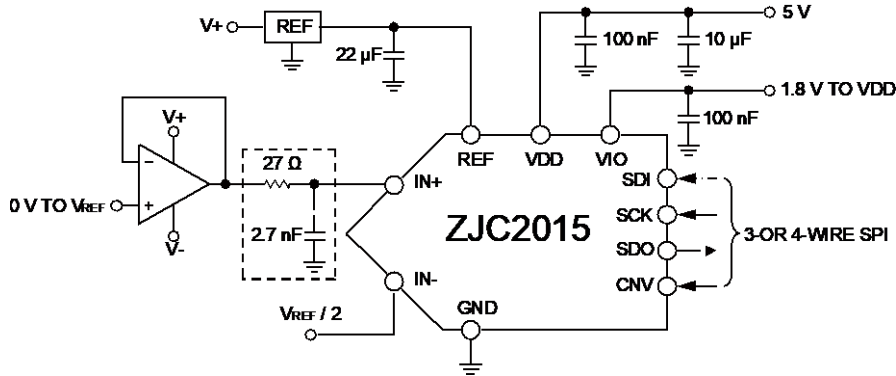 V+
REF
22 µF
100 nF
10 µF
5 V
1.8 V TO VDD
100 nF
V+
−
+
0 V TO VREF
V-
27 Ω
2.7 nF
REF
VDD
VIO
IN+
IN-
ZJC2015
SDI
SCK
SDO
CNV
3-OR 4-WIRE SPI
GND
VREF / 2